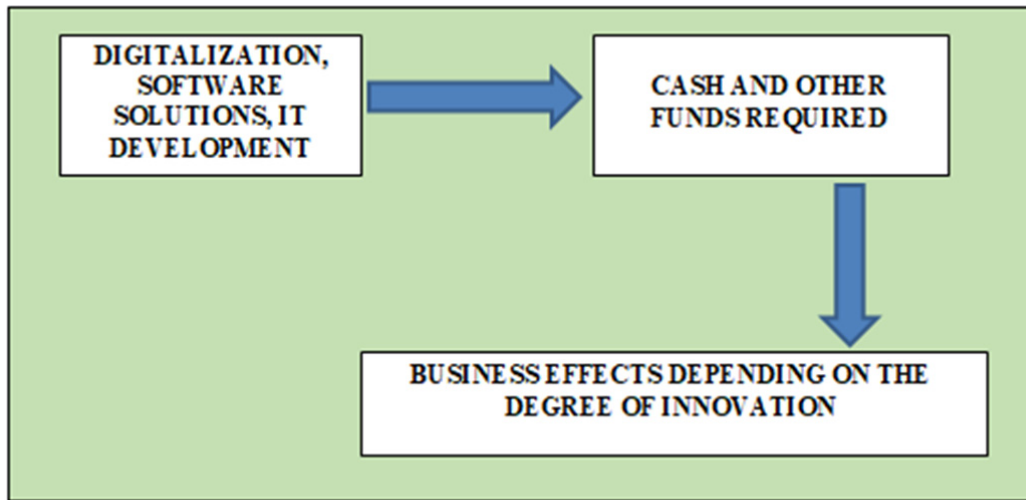 DIGITALIZATION,
SOFTWARE
SOLUTIONS, IT
DEVELOPMENT
CASH AND OTHER
FUNDS REQUIRED
BUSINESS EFFECTS DEPENDING ON THE
DEGREE OF INNOVATION